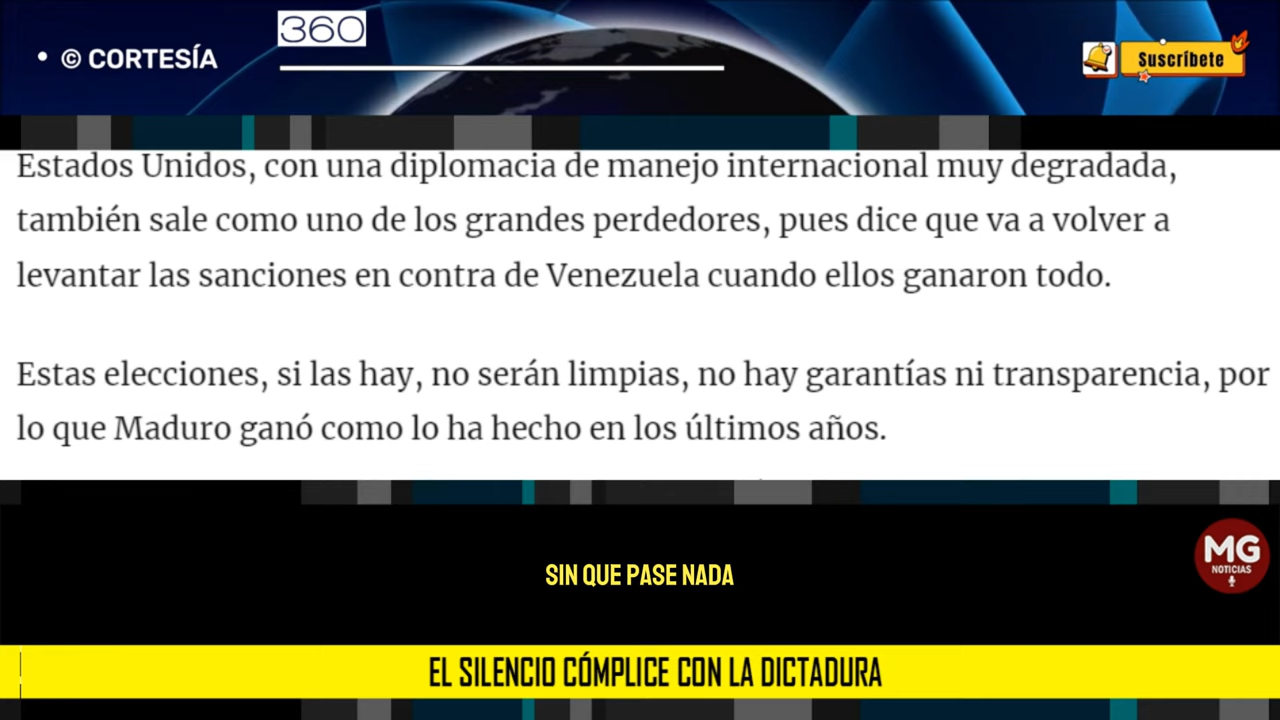 360
• © CORTESÍA
Suscríbete
Estados Unidos, con una diplomacia de manejo internacional muy degradada,
también sale como uno de los grandes perdedores, pues dice que va a volver a
levantar las sanciones en contra de Venezuela cuando ellos ganaron todo.
Estas elecciones, si las hay, no serán limpias, no hay garantías ni transparencia, por
lo que Maduro ganó como lo ha hecho en los últimos años.
MG
NOTICIAS
SIN QUE PASE NADA
EL SILENCIO CÓMPLICE CON LA DICTADURA